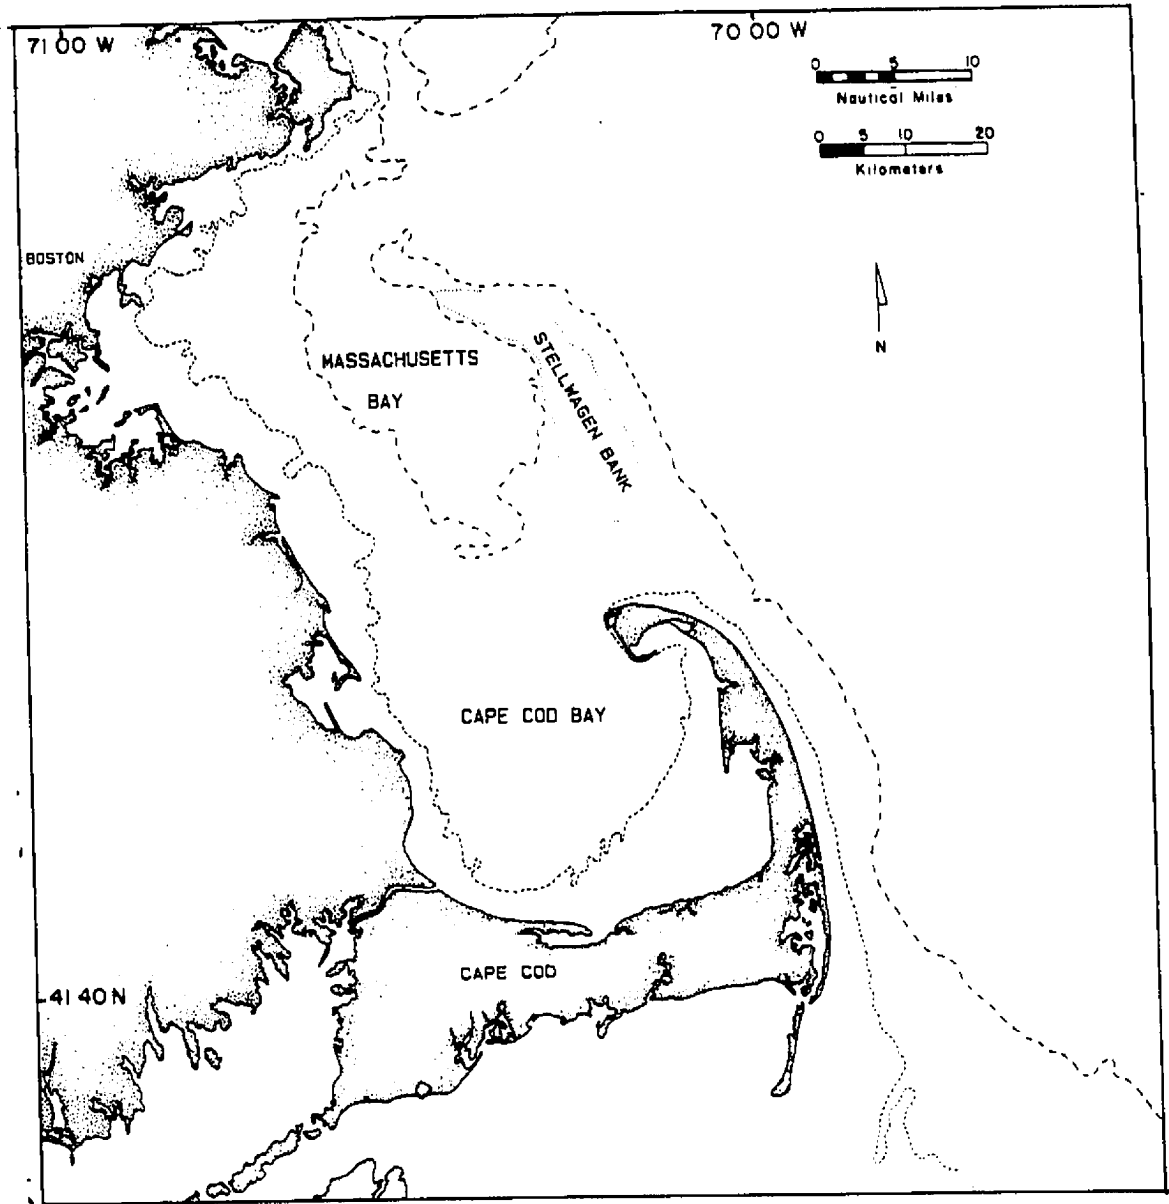 71 00 W
70 00 W
0 5 10
Nautical Miles
0 5 10 20
Kilometers
BOSTON
N
MASSACHUSETTS
BAY
STELLWAGEN BANK
CAPE COD BAY
CAPE COD
41 40 N